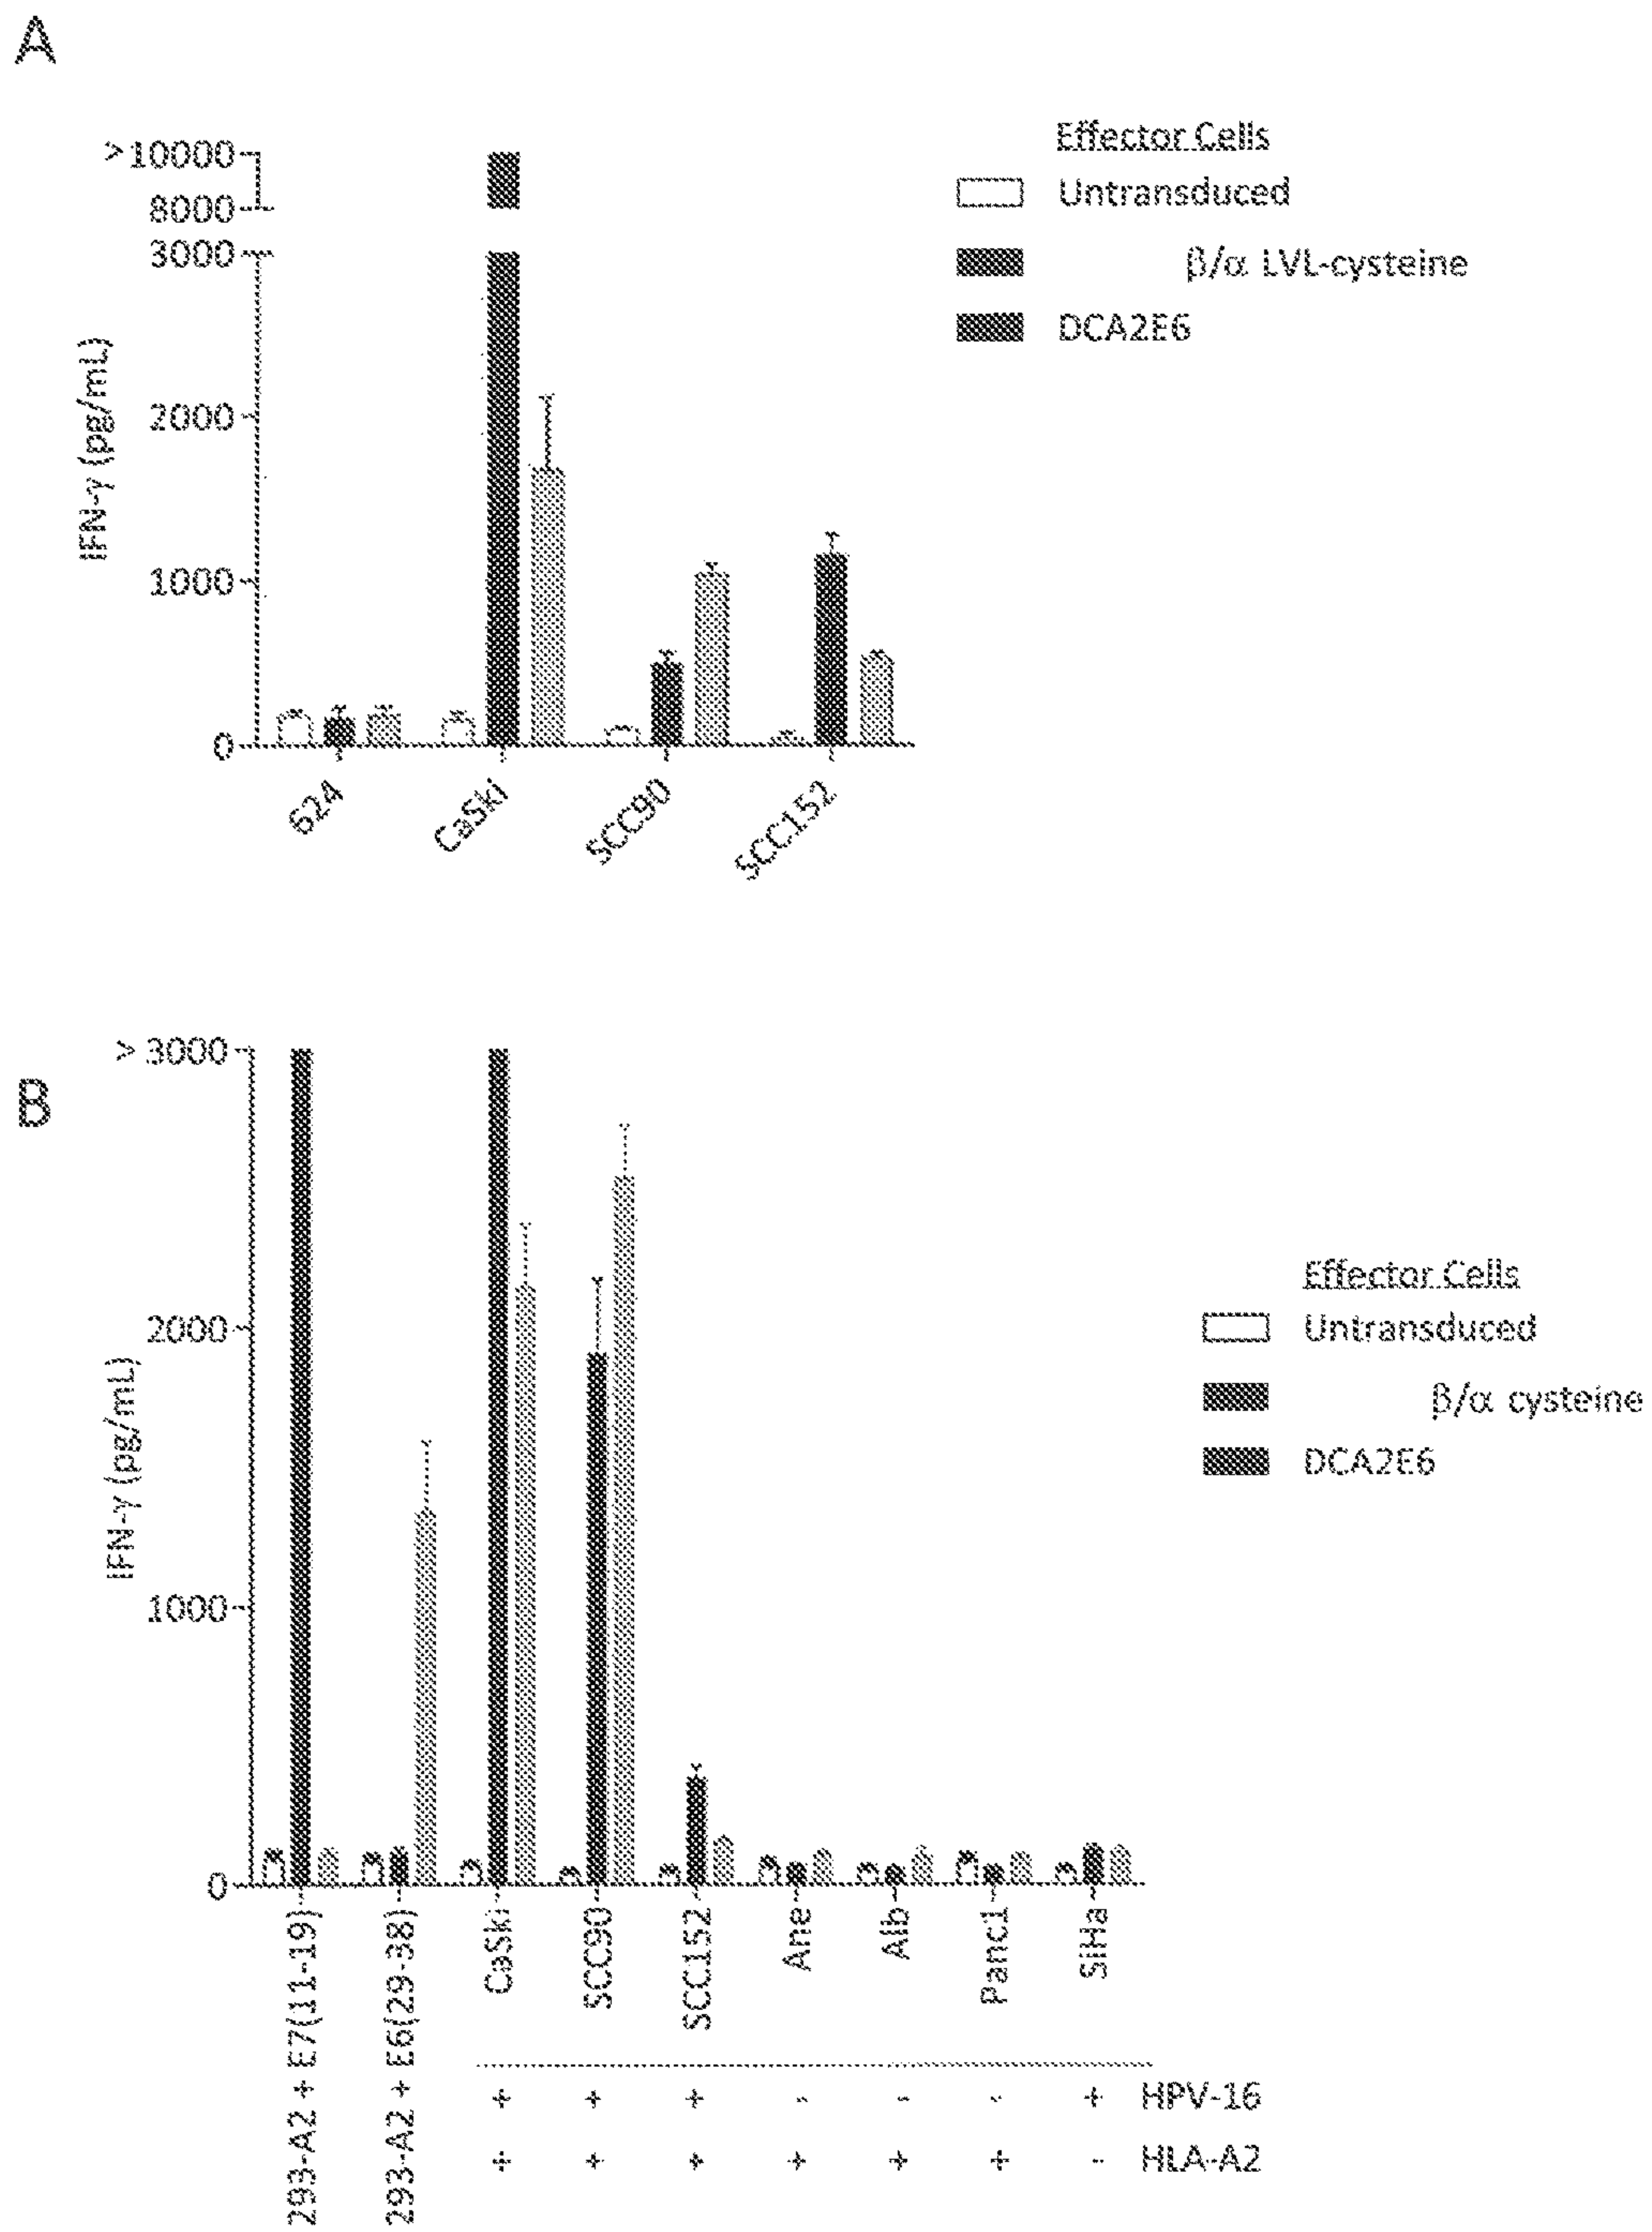 A
>10000
8000
3000
2000
1000
0
IFN-γ (pg/mL)
624
CaSki
SCC90
SCC152
Effector Cells
Untransduced
β/α LVL-cysteine
DCA2E6
B
> 3000
2000
1000
0
IFN-γ (pg/mL)
293-A2 + E7(11-19)
293-A2 + E6(29-38)
CaSki
SCC90
SCC152
Ane
Alb
Panc1
SiHa
+ + + - - - + HPV-16
+ + + + + + - HLA-A2
Effector Cells
Untransduced
β/α cysteine
DCA2E6